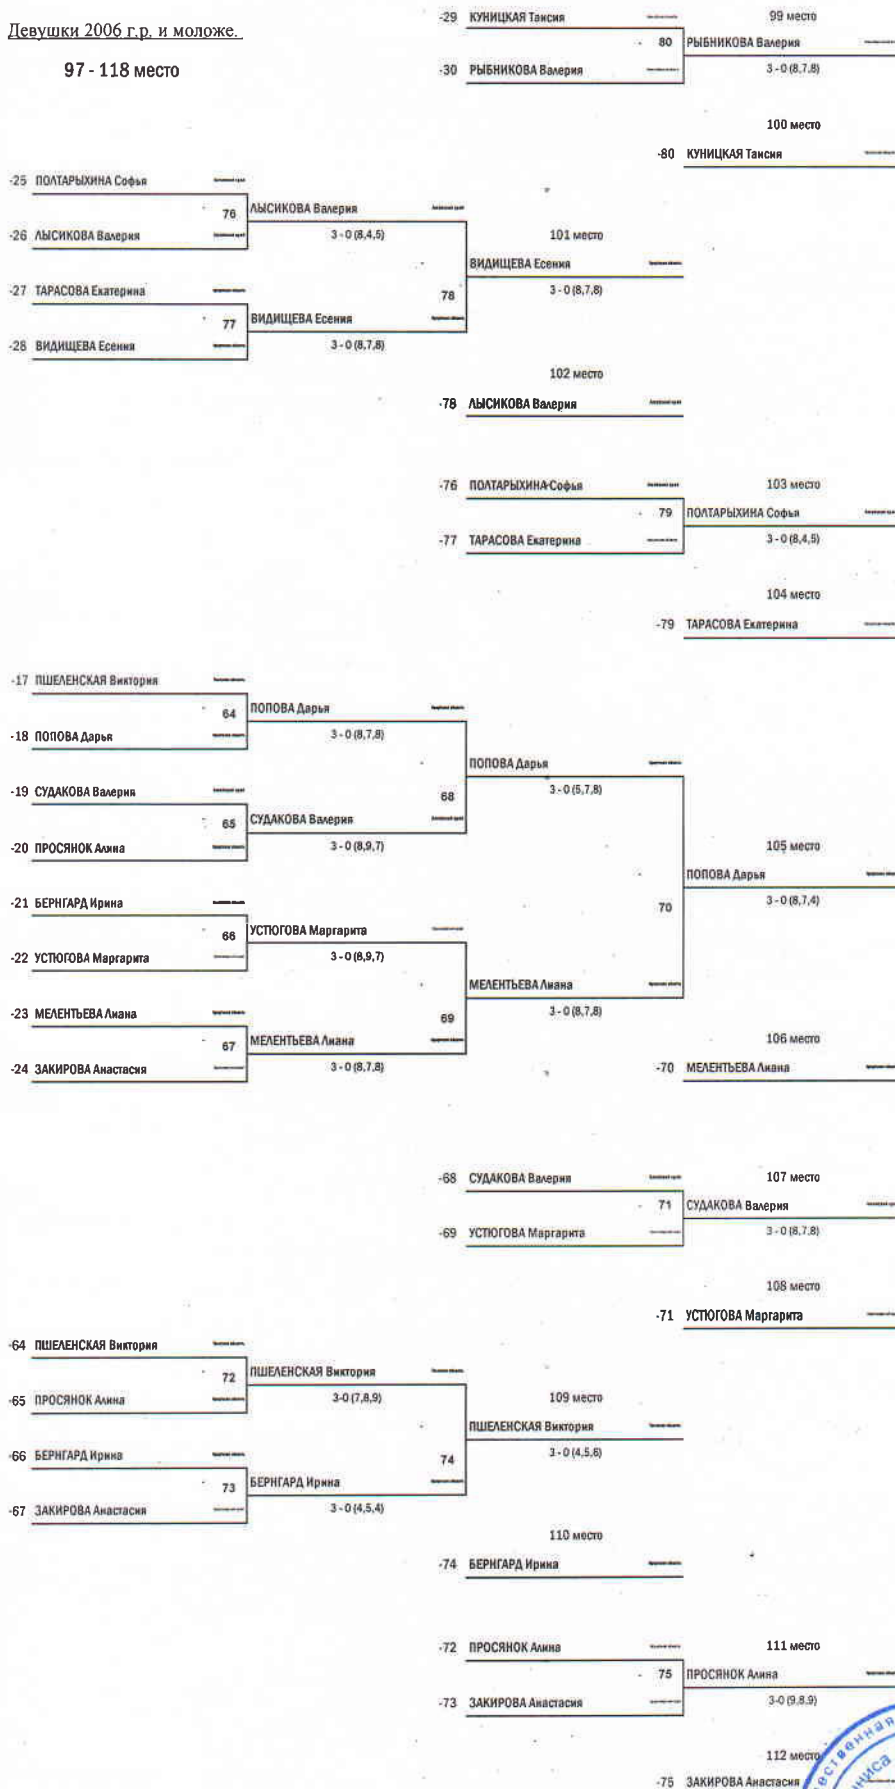 Девушки 2006 г.р. и моложе.
97 - 118 место
-29 КУНИЦКАЯ Таисия
99 место
80 РЫБНИКОВА Валерия
-30 РЫБНИКОВА Валерия
3 - 0 (8,7,8)
100 место
-80 КУНИЦКАЯ Таисия
-25 ПОЛТАРЫХИНА Софья
76 ЛЫСИКОВА Валерия
-26 ЛЫСИКОВА Валерия
3 - 0 (8,4,5)
101 место
ВИДИЩЕВА Есения
-27 ТАРАСОВА Екатерина
78
3 - 0 (8,7,8)
77 ВИДИЩЕВА Есения
-28 ВИДИЩЕВА Есения
3 - 0 (8,7,8)
102 место
-78 ЛЫСИКОВА Валерия
-76 ПОЛТАРЫХИНА Софья
103 место
79 ПОЛТАРЫХИНА Софья
-77 ТАРАСОВА Екатерина
3 - 0 (8,4,5)
104 место
-79 ТАРАСОВА Екатерина
-17 ПШЕЛЕНСКАЯ Виктория
64 ПОПОВА Дарья
-18 ПОПОВА Дарья
3 - 0 (8,7,8)
ПОПОВА Дарья
-19 СУДАКОВА Валерия
68
3 - 0 (5,7,8)
65 СУДАКОВА Валерия
-20 ПРОСЯНОК Алина
3 - 0 (8,9,7)
105 место
ПОПОВА Дарья
-21 БЕРНГАРД Ирина
70
3 - 0 (8,7,4)
66 УСТЮГОВА Маргарита
-22 УСТЮГОВА Маргарита
3 - 0 (8,9,7)
МЕЛЕНТЬЕВА Лиана
-23 МЕЛЕНТЬЕВА Лиана
69
3 - 0 (8,7,8)
67 МЕЛЕНТЬЕВА Лиана
106 место
-24 ЗАКИРОВА Анастасия
3 - 0 (8,7,8)
-70 МЕЛЕНТЬЕВА Лиана
-68 СУДАКОВА Валерия
107 место
71 СУДАКОВА Валерия
-69 УСТЮГОВА Маргарита
3 - 0 (8,7,8)
108 место
-71 УСТЮГОВА Маргарита
-64 ПШЕЛЕНСКАЯ Виктория
72 ПШЕЛЕНСКАЯ Виктория
-65 ПРОСЯНОК Алина
3-0 (7,8,9)
109 место
ПШЕЛЕНСКАЯ Виктория
-66 БЕРНГАРД Ирина
74
3 - 0 (4,5,6)
73 БЕРНГАРД Ирина
-67 ЗАКИРОВА Анастасия
3 - 0 (4,5,4)
110 место
-74 БЕРНГАРД Ирина
-72 ПРОСЯНОК Алина
111 место
75 ПРОСЯНОК Алина
-73 ЗАКИРОВА Анастасия
3-0 (9,8,9)
112 место
-75 ЗАКИРОВА Анастасия